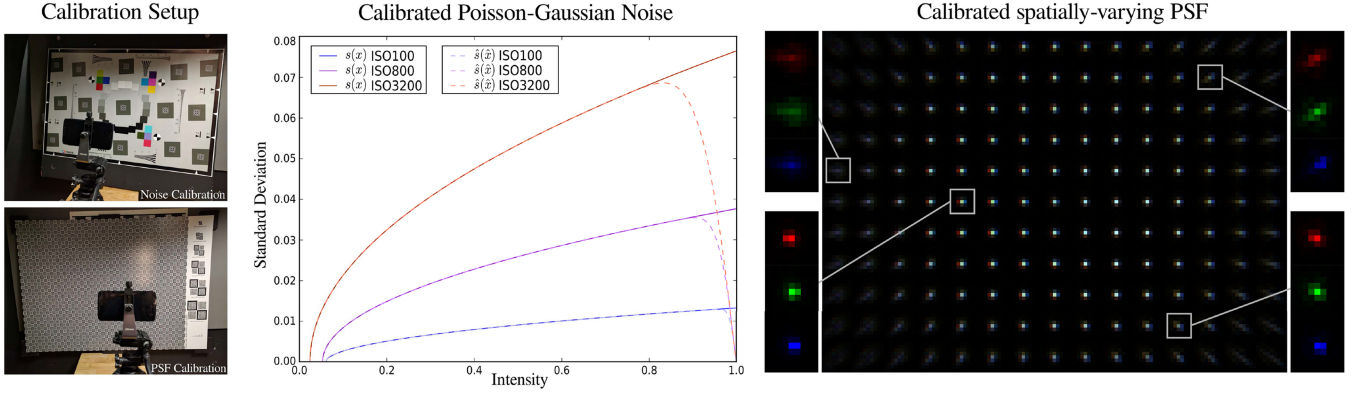 Calibration Setup
Noise Calibration
PSF Calibration
Calibrated Poisson-Gaussian Noise
0.08
0.07
0.06
0.05
0.04
0.03
0.02
0.01
0.00
Standard Deviation
s(x) ISO100
s(x) ISO800
s(x) ISO3200
ŝ(x̂) ISO100
ŝ(x̂) ISO800
ŝ(x̂) ISO3200
0.0 0.2 0.4 0.6 0.8 1.0
Intensity
Calibrated spatially-varying PSF